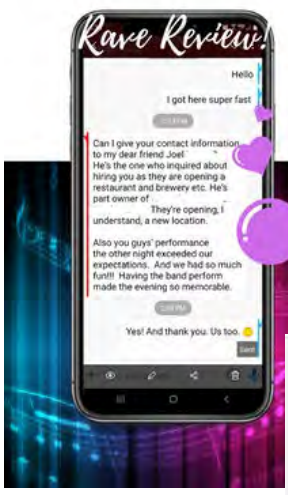 Rave Review!
Hello
I got here super fast
Can I give your contact information
to my dear friend Joel
He's the one who inquired about
hiring you as they are opening a
restaurant and brewery etc. He's
part owner of
They're opening, I
understand, a new location.
Also you guys' performance
the other night exceeded our
expectations. And we had so much
fun!!! Having the band perform
made the evening so memorable.
Yes! And thank you. Us too.